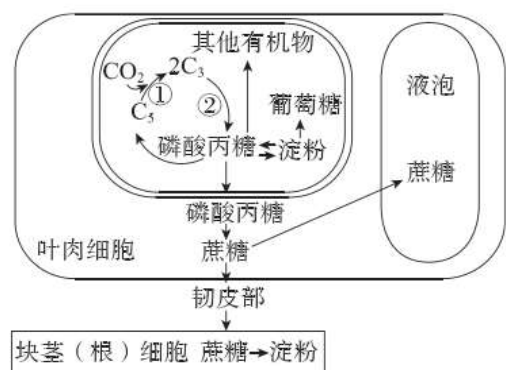 其他有机物
CO₂ 2C₃
① ②
C₅
葡萄糖
磷酸丙糖 淀粉
磷酸丙糖
叶肉细胞 蔗糖
液泡
蔗糖
韧皮部
块茎（根）细胞 蔗糖→淀粉